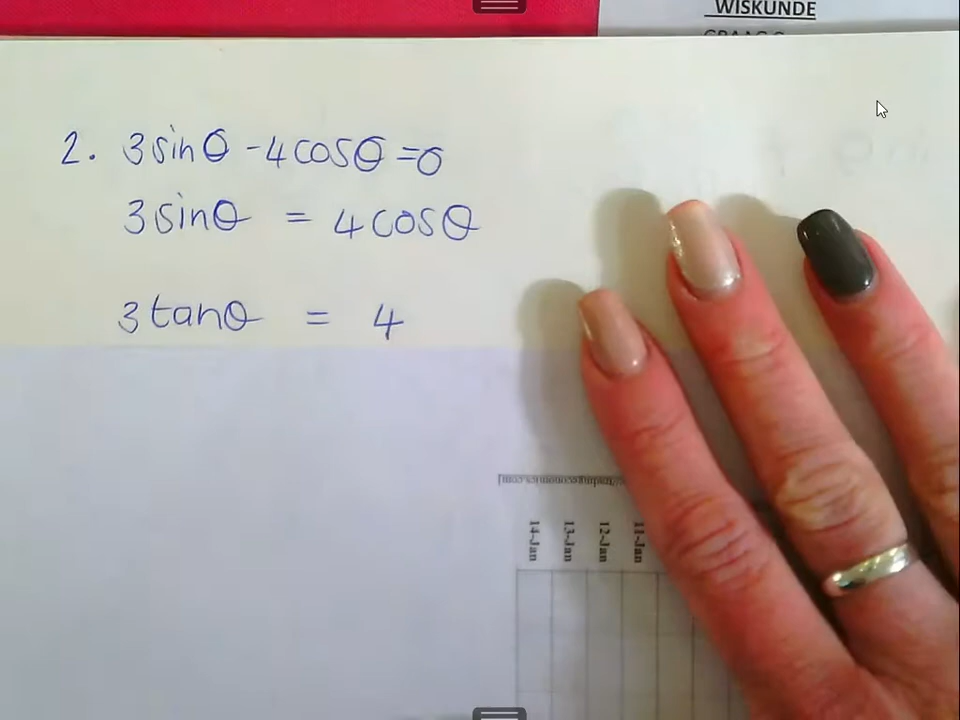 WISKUNDE
2. 3sinθ - 4cosθ = 0
3sinθ = 4cosθ
3tanθ = 4
14-Jan
13-Jan
12-Jan
11-Jan